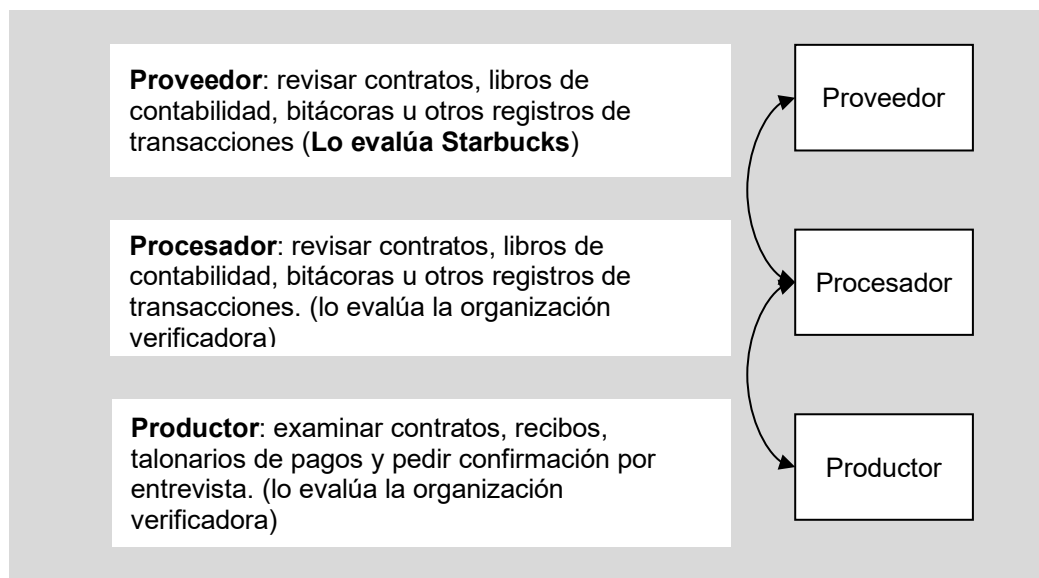 Proveedor: revisar contratos, libros de
contabilidad, bitácoras u otros registros de
transacciones (Lo evalúa Starbucks)
Proveedor
Procesador: revisar contratos, libros de
contabilidad, bitácoras u otros registros de
transacciones. (lo evalúa la organización
verificadora)
Procesador
Productor: examinar contratos, recibos,
talonarios de pagos y pedir confirmación por
entrevista. (lo evalúa la organización
verificadora)
Productor